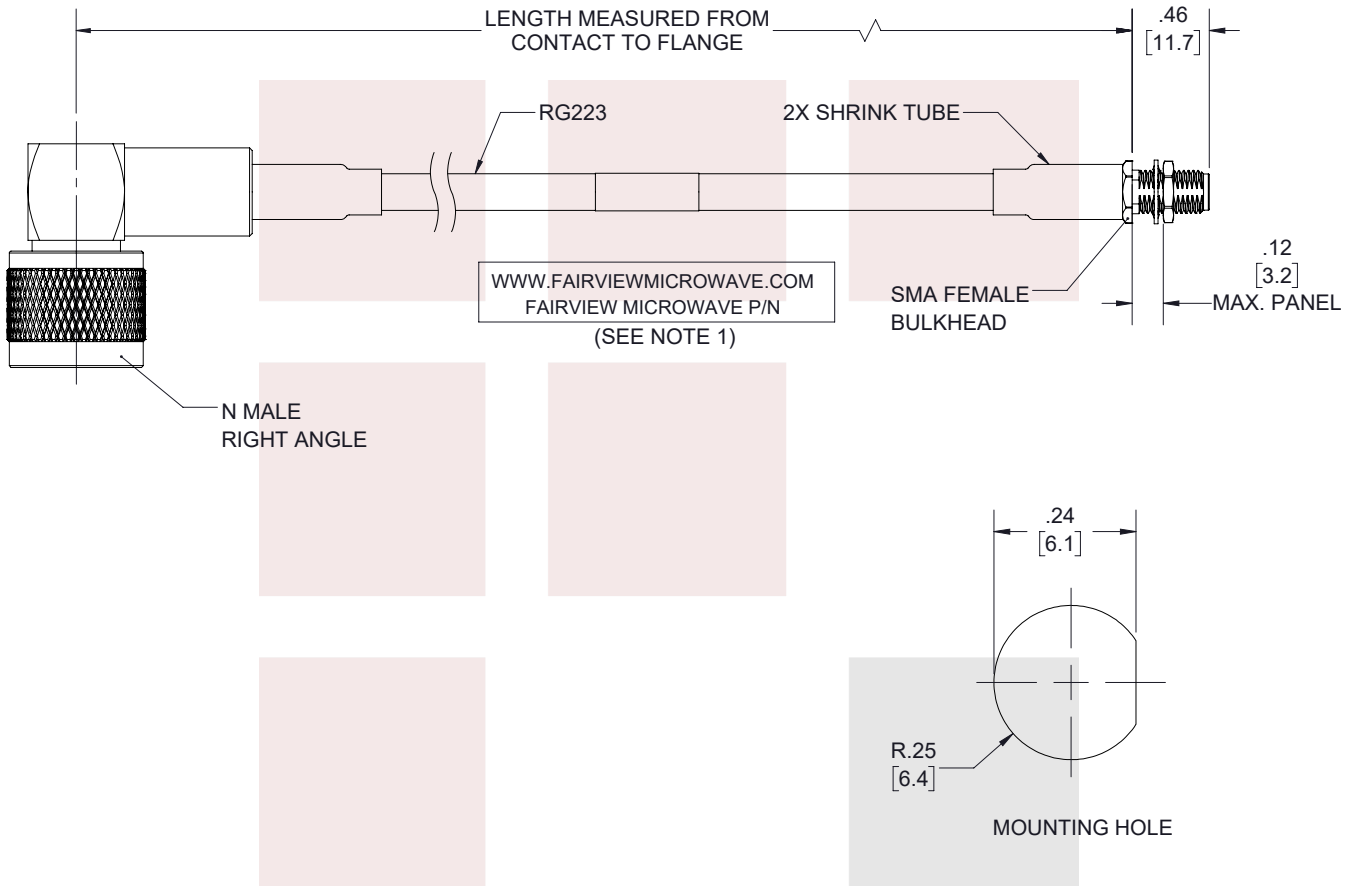 LENGTH MEASURED FROM
CONTACT TO FLANGE
.46
[11.7]
RG223
2X SHRINK TUBE
WWW.FAIRVIEWMICROWAVE.COM
FAIRVIEW MICROWAVE P/N
(SEE NOTE 1)
SMA FEMALE
BULKHEAD
.12
[3.2]
MAX. PANEL
N MALE
RIGHT ANGLE
.24
[6.1]
R.25
[6.4]
MOUNTING HOLE